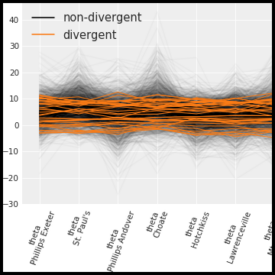 non-divergent
divergent
40
30
20
10
0
−10
−20
−30
theta
Phillips Exeter
theta
St. Paul's
theta
Phillips Andover
theta
Choate
theta
Hotchkiss
theta
Lawrenceville
theta